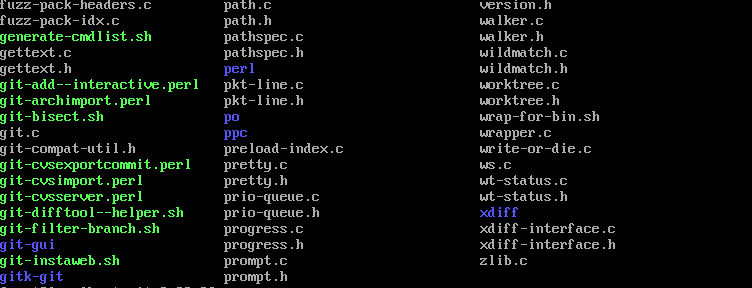 fuzz-pack-headers.c path.c version.h
fuzz-pack-idx.c path.h walker.c
generate-cmdlist.sh pathspec.c walker.h
gettext.c pathspec.h wildmatch.c
gettext.h perl wildmatch.h
git-add--interactive.perl pkt-line.c worktree.c
git-archimport.perl pkt-line.h worktree.h
git-bisect.sh po wrap-for-bin.sh
git.c ppc wrapper.c
git-compat-util.h preload-index.c write-or-die.c
git-cvsexportcommit.perl pretty.c ws.c
git-cvsimport.perl pretty.h wt-status.c
git-cvsserver.perl prio-queue.c wt-status.h
git-difftool--helper.sh prio-queue.h xdiff
git-filter-branch.sh progress.c xdiff-interface.c
git-gui progress.h xdiff-interface.h
git-instaweb.sh prompt.c zlib.c
gitk-git prompt.h